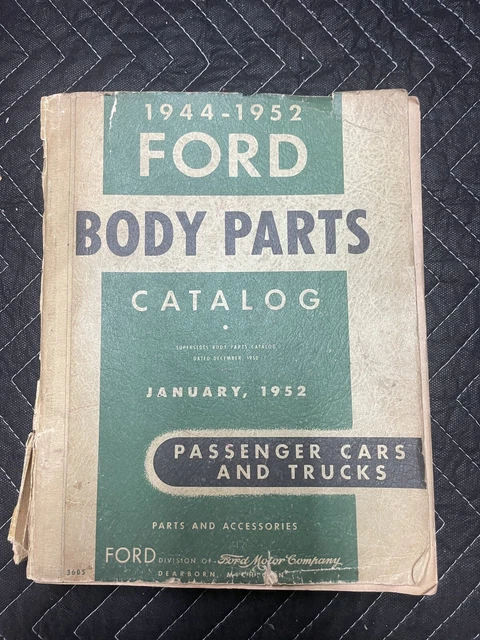 1944-1952
FORD
BODY PARTS
CATALOG
•
SUPERSEDES BODY PARTS CATALOG
DATED DECEMBER, 1950
JANUARY, 1952
PASSENGER CARS
AND TRUCKS
PARTS AND ACCESSORIES
FORD DIVISION OF Ford Motor Company
DEARBORN, MICHIGAN
3605